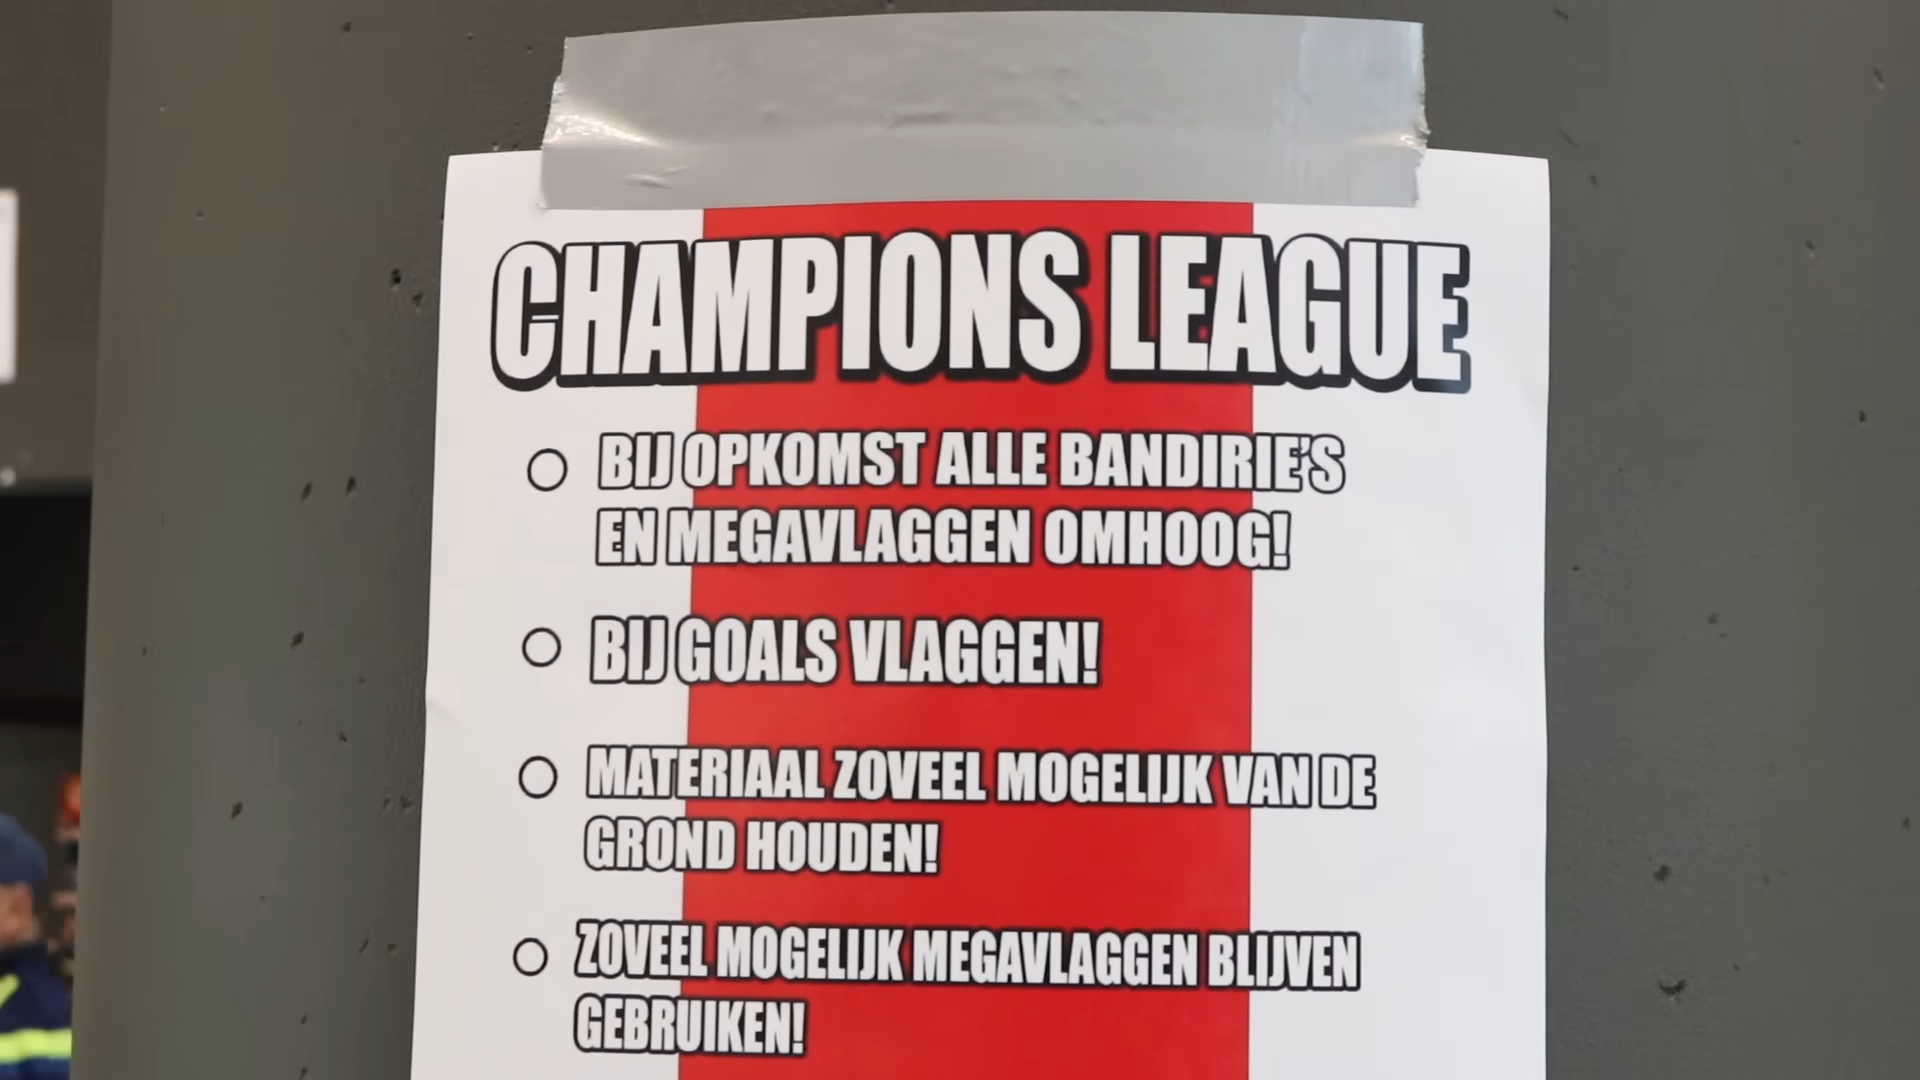 CHAMPIONS LEAGUE
BIJ OPKOMST ALLE BANDIRIE'S
EN MEGAVLAGGEN OMHOOG!
BIJ GOALS VLAGGEN!
MATERIAAL ZOVEEL MOGELIJK VAN DE
GROND HOUDEN!
ZOVEEL MOGELIJK MEGAVLAGGEN BLIJVEN
GEBRUIKEN!